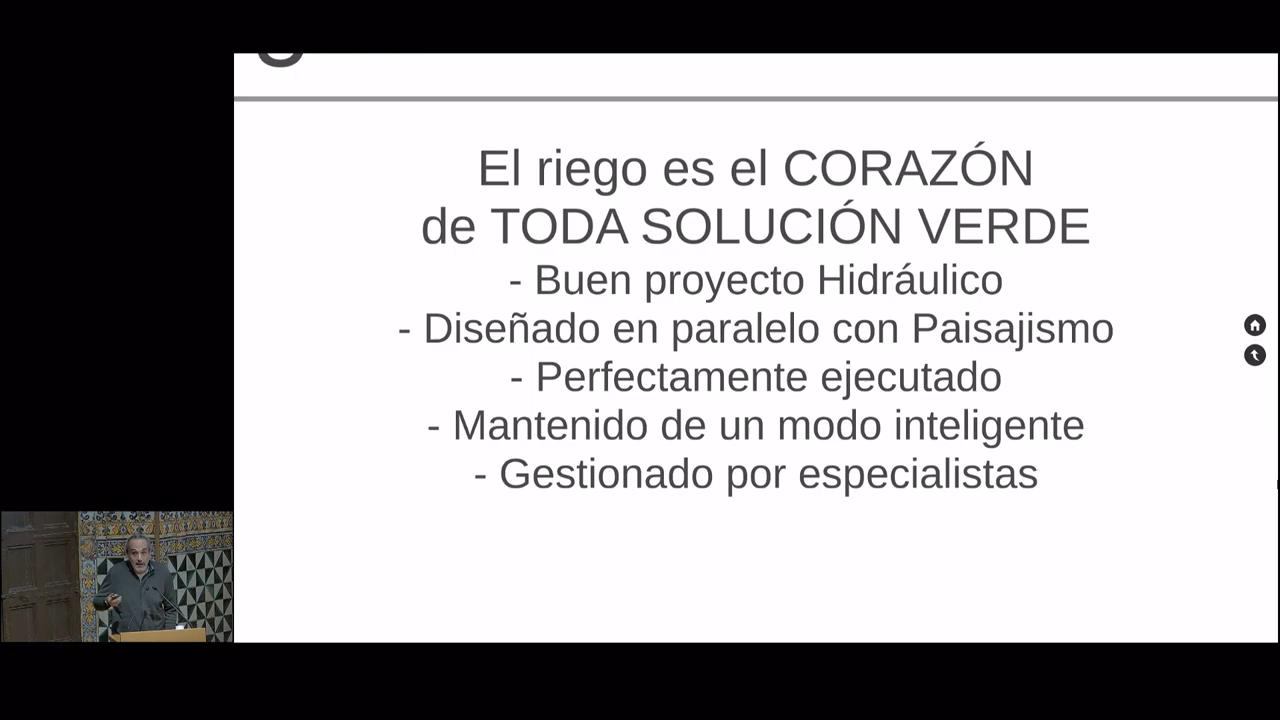 El riego es el CORAZÓN
de TODA SOLUCIÓN VERDE
- Buen proyecto Hidráulico
- Diseñado en paralelo con Paisajismo
- Perfectamente ejecutado
- Mantenido de un modo inteligente
- Gestionado por especialistas